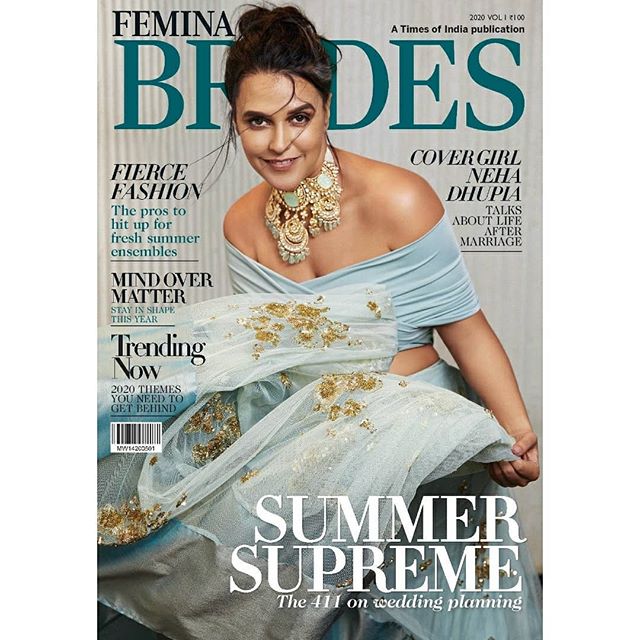 FEMINA
BRIDES
2020 VOL I ₹100
A Times of India publication
FIERCE
FASHION
The pros to
hit up for
fresh summer
ensembles
MIND OVER
MATTER
STAY IN SHAPE
THIS YEAR
Trending
Now
2020 THEMES
YOU NEED TO
GET BEHIND
COVER GIRL
NEHA
DHUPIA
TALKS
ABOUT LIFE
AFTER
MARRIAGE
SUMMER
SUPREME
The 411 on wedding planning